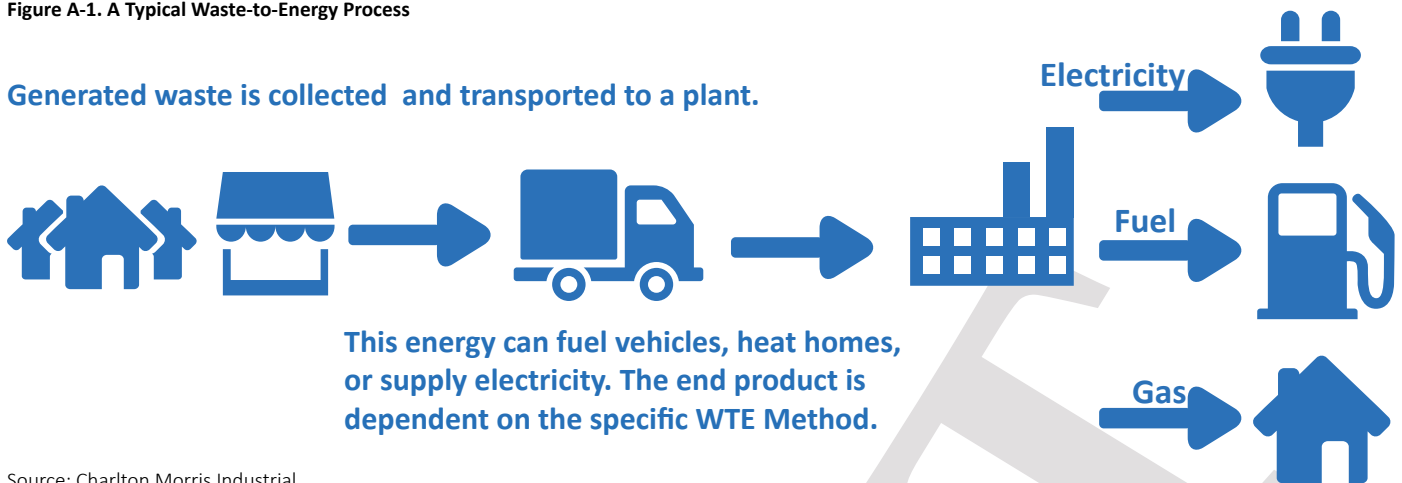 Figure A-1. A Typical Waste-to-Energy Process
Generated waste is collected and transported to a plant.
Electricity
Fuel
Gas
This energy can fuel vehicles, heat homes,
or supply electricity. The end product is
dependent on the specific WTE Method.
Source: Charlton Morris Industrial